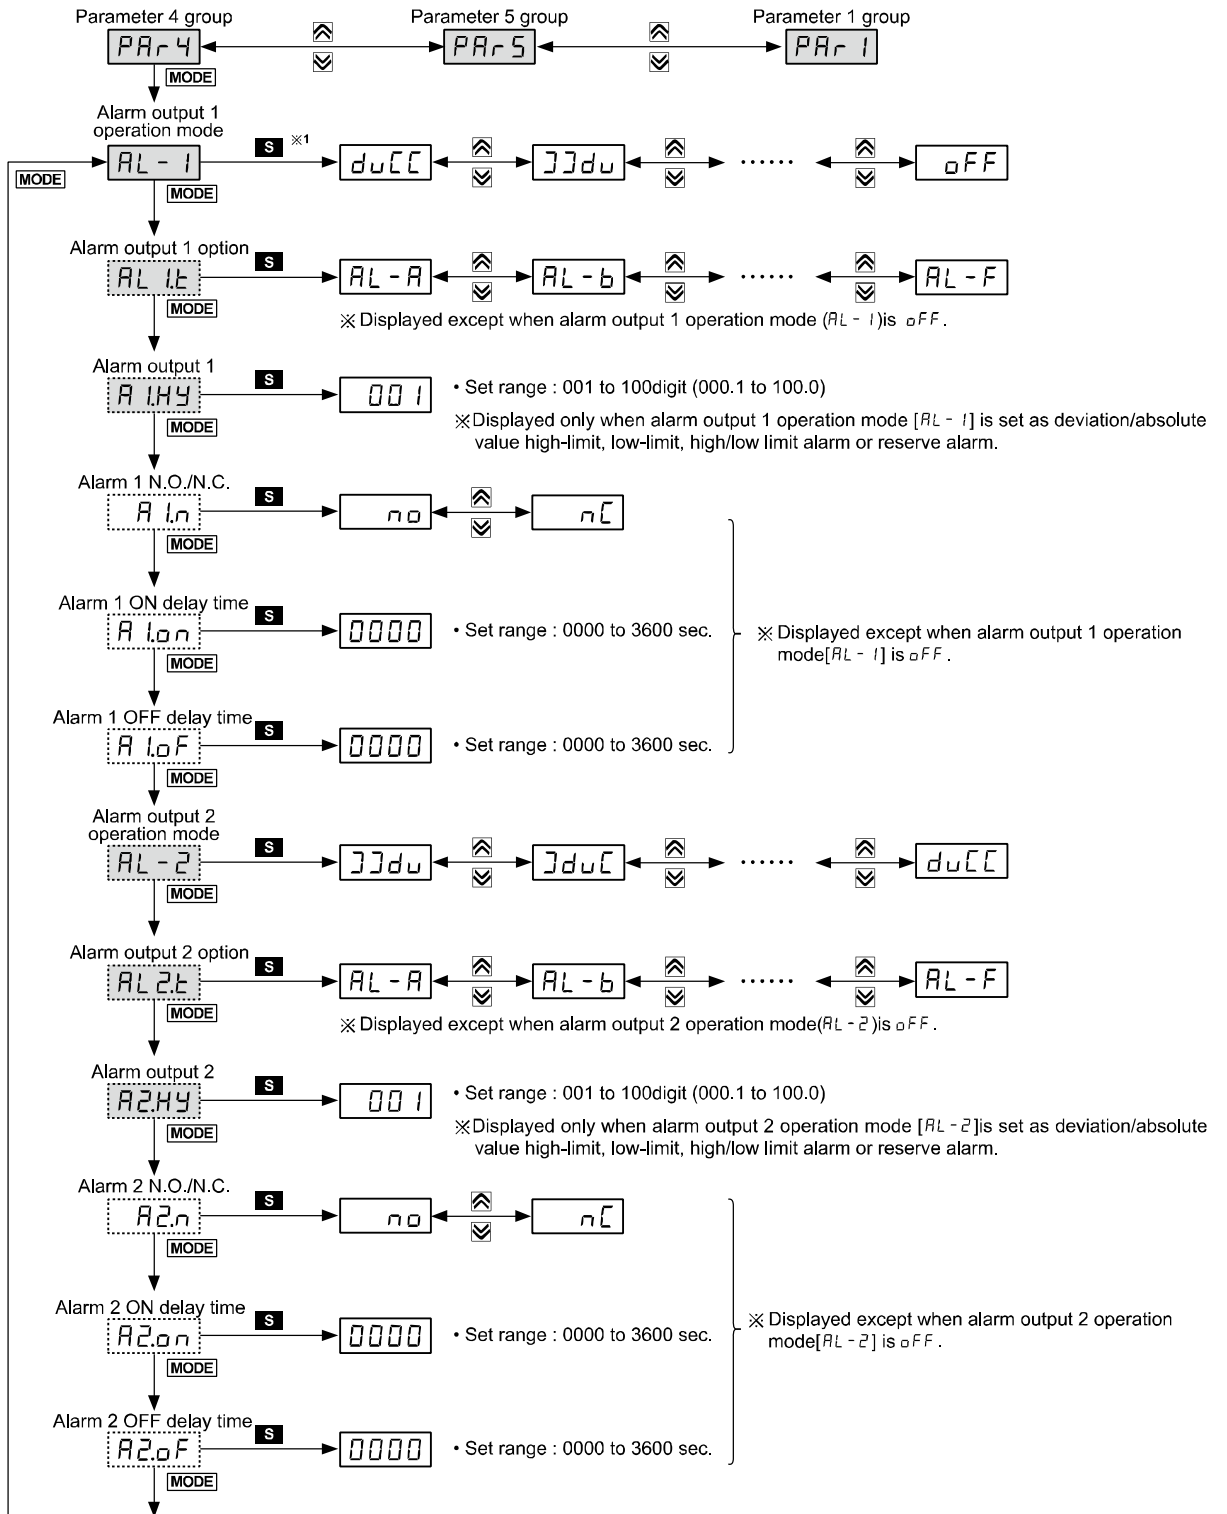 Parameter 4 group Parameter 5 group Parameter 1 group
PAr4 PAr5 PAr1
MODE
Alarm output 1
operation mode
AL-1 S ※1 dvCC ]]dv ······ oFF
MODE
MODE
Alarm output 1 option
AL1.t S AL-A AL-b ······ AL-F
MODE
※ Displayed except when alarm output 1 operation mode (AL-1)is oFF.
Alarm output 1
A1.HY S 001 • Set range : 001 to 100digit (000.1 to 100.0)
MODE
※Displayed only when alarm output 1 operation mode [AL-1] is set as deviation/absolute
value high-limit, low-limit, high/low limit alarm or reserve alarm.
Alarm 1 N.O./N.C.
A1.n S no nC
MODE
Alarm 1 ON delay time
A1.on S 0000 • Set range : 0000 to 3600 sec.
MODE
※ Displayed except when alarm output 1 operation
mode[AL-1] is oFF.
Alarm 1 OFF delay time
A1.oF S 0000 • Set range : 0000 to 3600 sec.
MODE
Alarm output 2
operation mode
AL-2 S ]]dv ]dvC ······ dvCC
MODE
Alarm output 2 option
AL2.t S AL-A AL-b ······ AL-F
MODE
※ Displayed except when alarm output 2 operation mode(AL-2)is oFF.
Alarm output 2
A2.HY S 001 • Set range : 001 to 100digit (000.1 to 100.0)
MODE
※Displayed only when alarm output 2 operation mode [AL-2]is set as deviation/absolute
value high-limit, low-limit, high/low limit alarm or reserve alarm.
Alarm 2 N.O./N.C.
A2.n S no nC
MODE
Alarm 2 ON delay time
A2.on S 0000 • Set range : 0000 to 3600 sec.
MODE
※ Displayed except when alarm output 2 operation
mode[AL-2] is oFF.
Alarm 2 OFF delay time
A2.oF S 0000 • Set range : 0000 to 3600 sec.
MODE